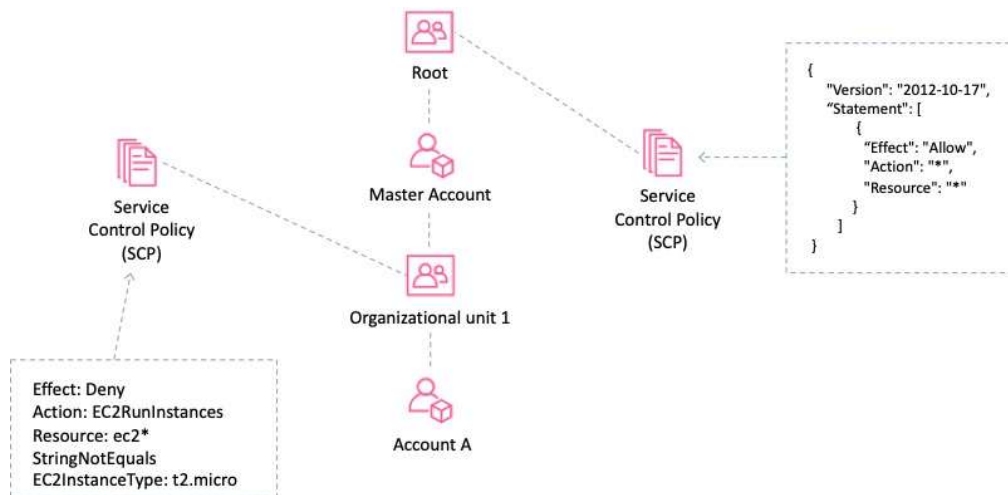 Root
{
"Version": "2012-10-17",
“Statement": [
{
“Effect": "Allow",
"Action": "*",
"Resource": "*"
}
]
}
Master Account
Service
Control Policy
(SCP)
Service
Control Policy
(SCP)
Organizational unit 1
Effect: Deny
Action: EC2RunInstances
Resource: ec2*
StringNotEquals
EC2InstanceType: t2.micro
Account A